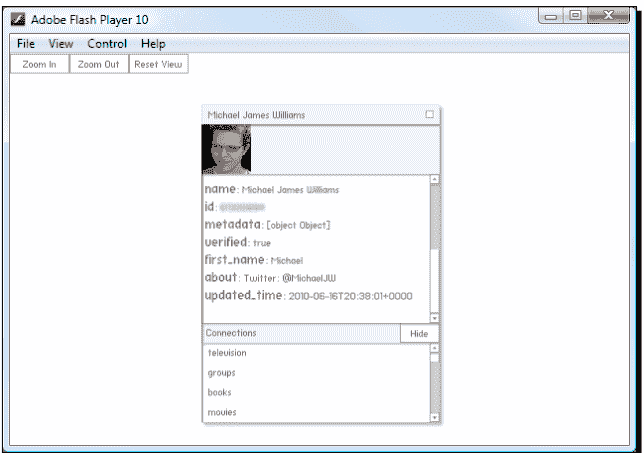 Adobe Flash Player 10
File View Control Help
Zoom In Zoom Out Reset View
Michael James Williams
name: Michael James Williams
id:
metadata: [object Object]
verified: true
first_name: Michael
about: Twitter: @MichaelJW
updated_time: 2010-06-16T20:38:01+0000
Connections Hide
television
groups
books
movies